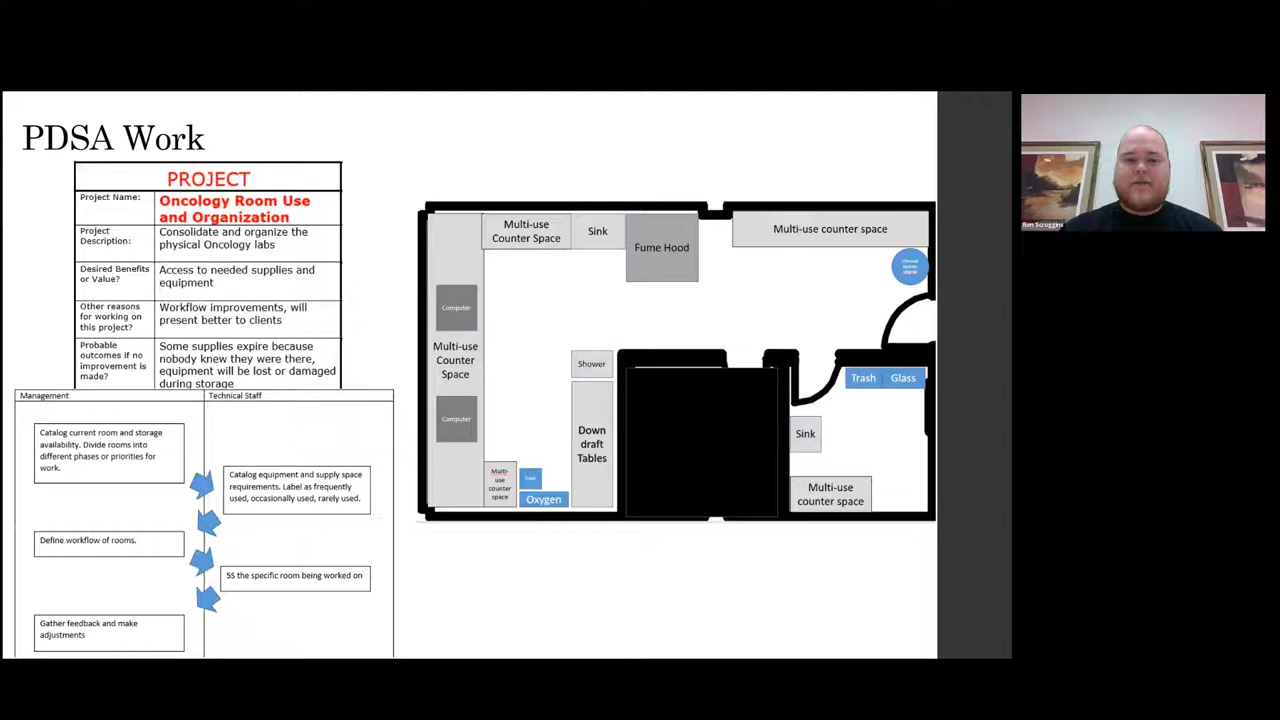 PDSA Work
PROJECT
Project Name:
Oncology Room Use
and Organization
Project
Description:
Consolidate and organize the
physical Oncology labs
Desired Benefits
or Value?
Access to needed supplies and
equipment
Other reasons
for working on
this project?
Workflow improvements, will
present better to clients
Probable
outcomes if no
improvement is
made?
Some supplies expire because
nobody knew they were there,
equipment will be lost or damaged
during storage
Management
Technical Staff
Catalog current room and storage
availability. Divide rooms into
different phases or priorities for
work.
Catalog equipment and supply space
requirements. Label as frequently
used, occasionally used, rarely used.
Define workflow of rooms.
5S the specific room being worked on
Gather feedback and make
adjustments
Multi-use
Counter Space
Sink
Fume Hood
Multi-use counter space
Computer
Multi-use
Counter
Space
Computer
Shower
Down
draft
Tables
Multi-
use
counter
space
Oxygen
Trash
Glass
Sink
Multi-use
counter space
Ben Scroggins